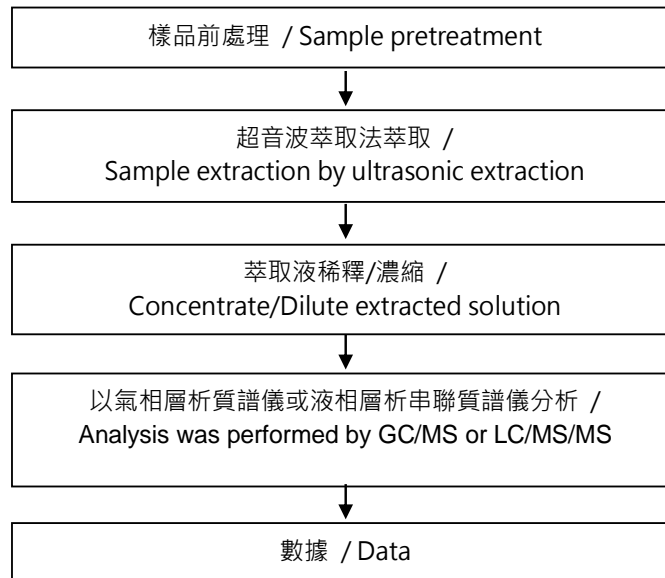 樣品前處理 / Sample pretreatment
超音波萃取法萃取 /
Sample extraction by ultrasonic extraction
萃取液稀釋/濃縮 /
Concentrate/Dilute extracted solution
以氣相層析質譜儀或液相層析串聯質譜儀分析 /
Analysis was performed by GC/MS or LC/MS/MS
數據 / Data